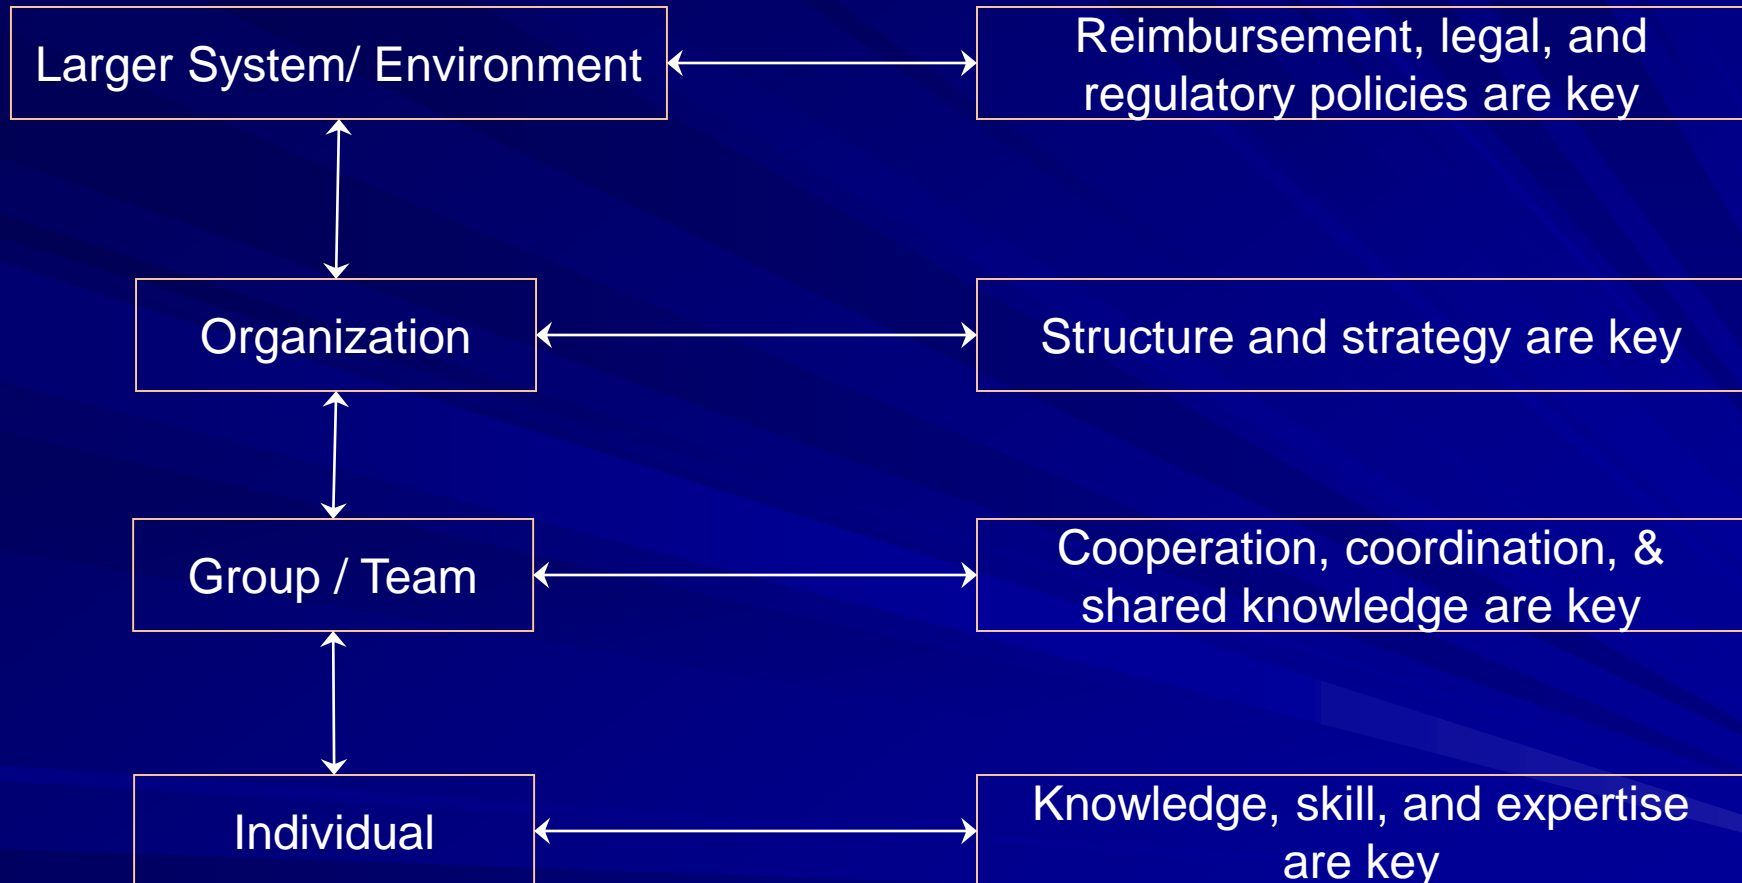 Larger System/ Environment
Reimbursement, legal, and
regulatory policies are key
Organization
Structure and strategy are key
Group / Team
Cooperation, coordination, &
shared knowledge are key
Individual
Knowledge, skill, and expertise
are key